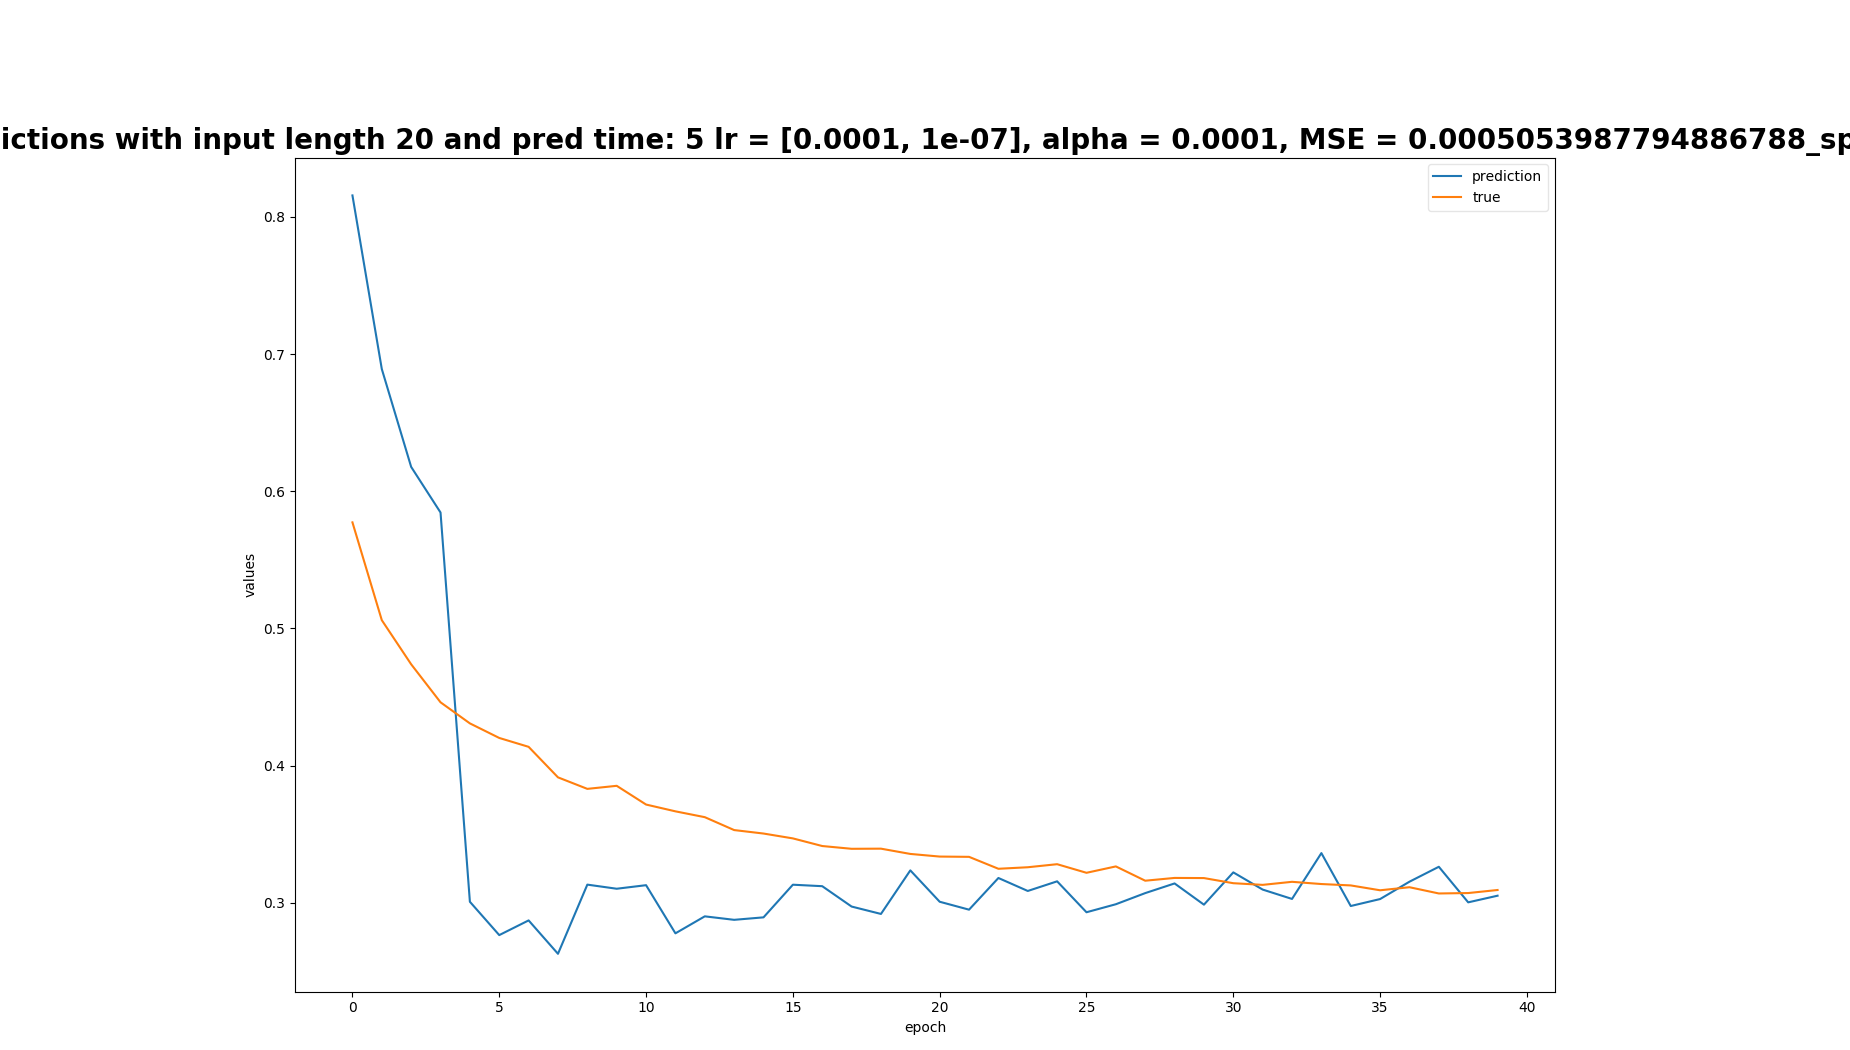 ictions with input length 20 and pred time: 5 lr = [0.0001, 1e-07], alpha = 0.0001, MSE = 0.0005053987794886788_sp
prediction
true
0.8
0.7
0.6
0.5
0.4
0.3
values
0 5 10 15 20 25 30 35 40
epoch